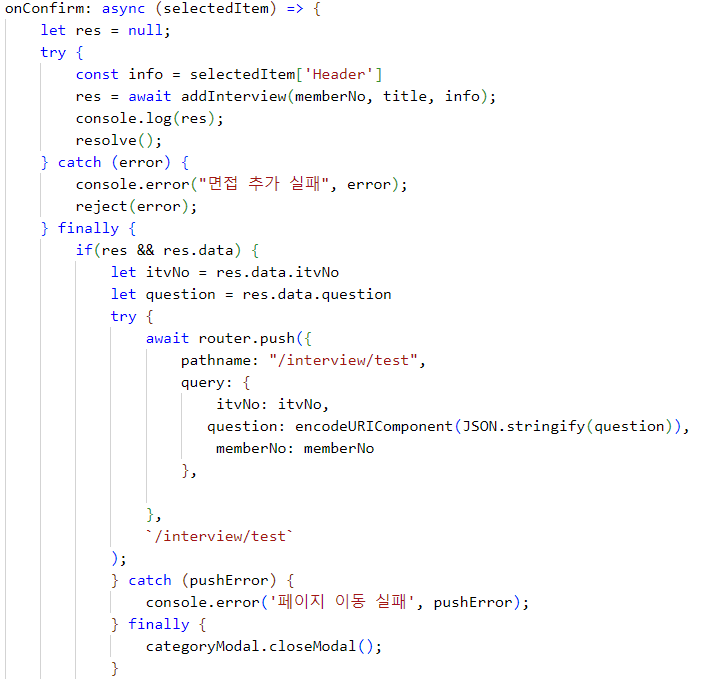 onConfirm: async (selectedItem) => {
    let res = null;
    try {
        const info = selectedItem['Header']
        res = await addInterview(memberNo, title, info);
        console.log(res);
        resolve();
    } catch (error) {
        console.error("면접 추가 실패", error);
        reject(error);
    } finally {
        if(res && res.data) {
            let itvNo = res.data.itvNo
            let question = res.data.question
            try {
                await router.push({
                    pathname: "/interview/test",
                    query: {
                        itvNo: itvNo,
                       question: encodeURIComponent(JSON.stringify(question)),
                        memberNo: memberNo
                    },

                },
                `/interview/test`
            );
            } catch (pushError) {
                console.error('페이지 이동 실패', pushError);
            } finally {
                categoryModal.closeModal();
            }